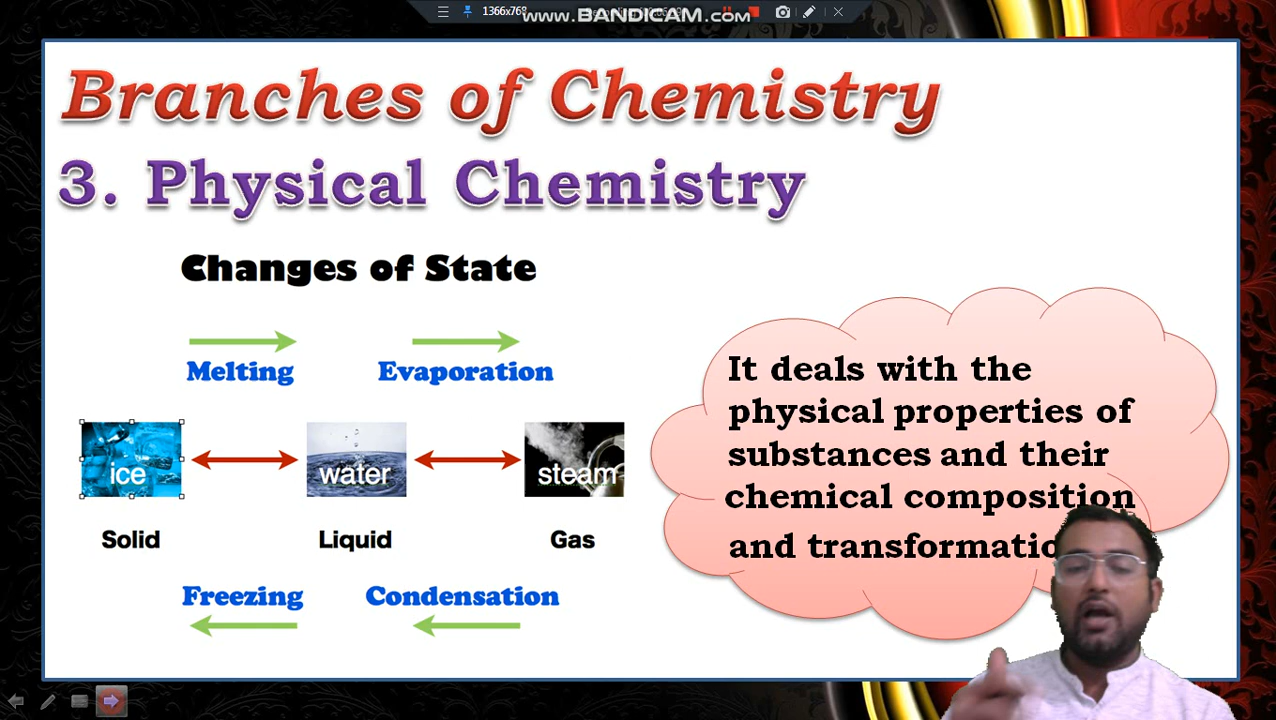 1366x768
www.BANDICAM.com
Branches of Chemistry
3. Physical Chemistry
Changes of State
Melting
Evaporation
ice
water
steam
Solid
Liquid
Gas
Freezing
Condensation
It deals with the
physical properties of
substances and their
chemical composition
and transformatio